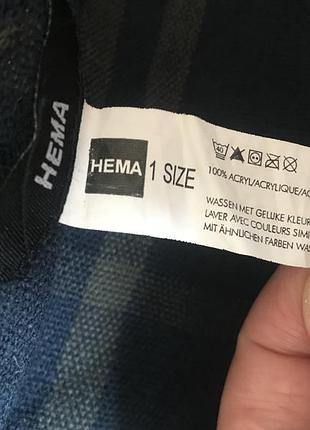 HEMA
HEMA 1 SIZE
40
100% ACRYL/ACRYLIQUE/AC
WASSEN MET GELIJKE KLEUR
LAVER AVEC COULEURS SIMI
MIT ÄHNLICHEN FARBEN WAS